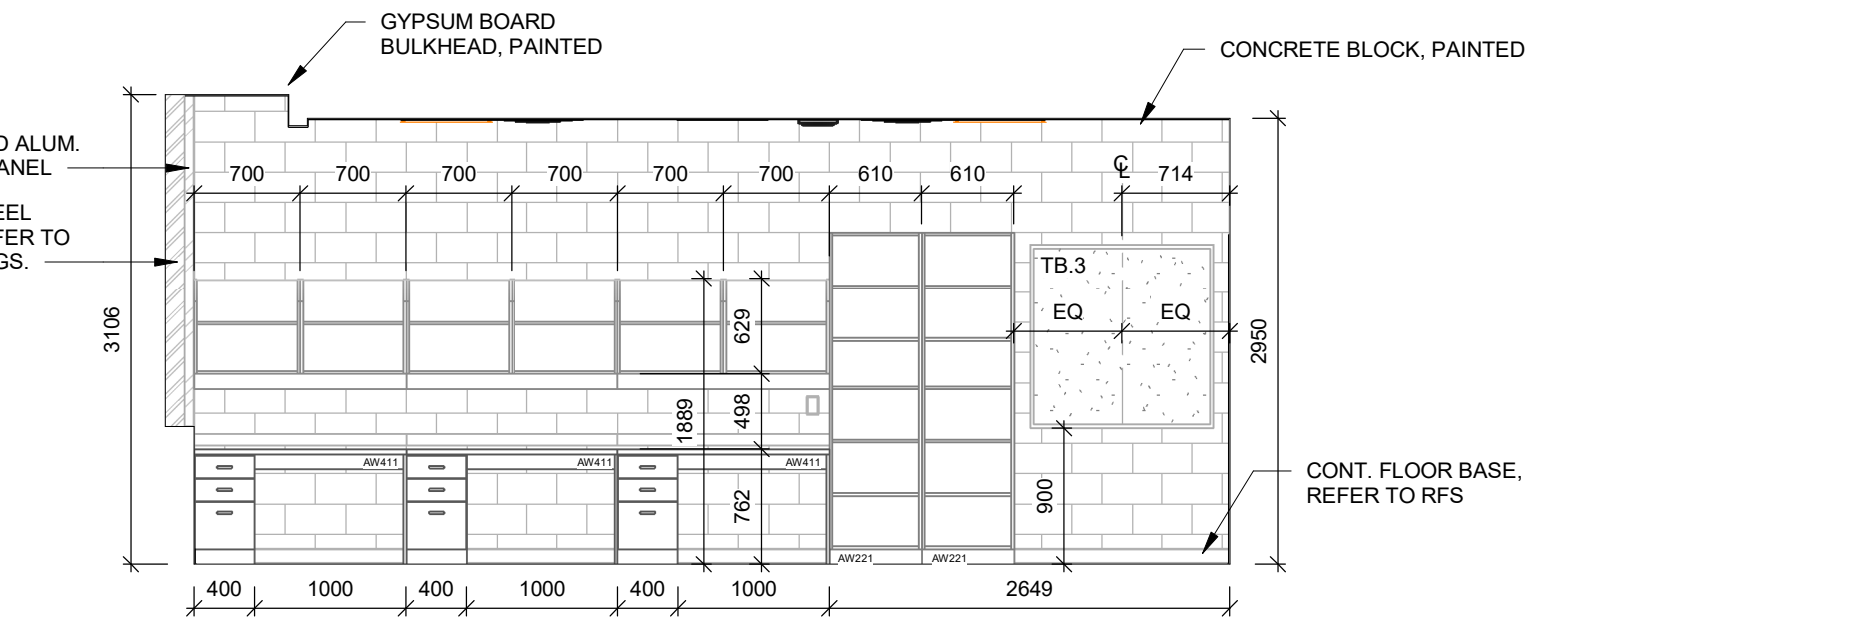 GYPSUM BOARD
BULKHEAD, PAINTED
CONCRETE BLOCK, PAINTED
D ALUM.
ANEL
EEL
FER TO
GS.
700 700 700 700 700 700 610 610 CL 714
TB.3
EQ EQ
3106
629
2950
1889
498
AW411 AW411 AW411
762
900
CONT. FLOOR BASE,
REFER TO RFS
AW221 AW221
400 1000 400 1000 400 1000 2649